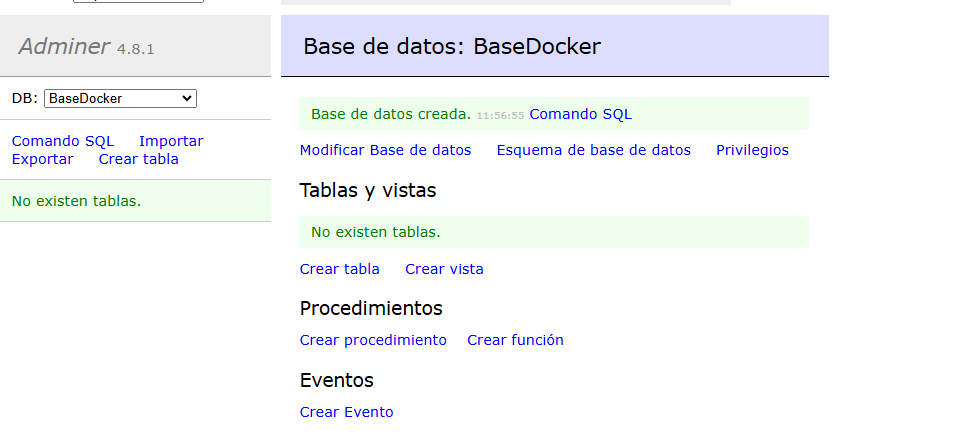 Adminer 4.8.1
DB: BaseDocker
Comando SQL Importar
Exportar Crear tabla
No existen tablas.
Base de datos: BaseDocker
Base de datos creada. 11:56:55 Comando SQL
Modificar Base de datos Esquema de base de datos Privilegios
Tablas y vistas
No existen tablas.
Crear tabla Crear vista
Procedimientos
Crear procedimiento Crear función
Eventos
Crear Evento